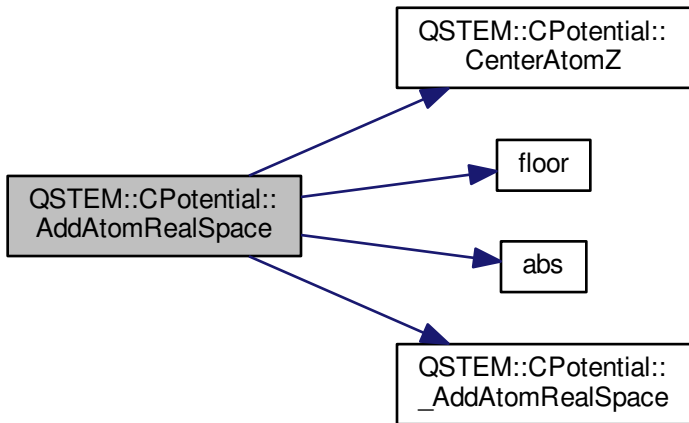 QSTEM::CPotential::
CenterAtomZ
floor
QSTEM::CPotential::
AddAtomRealSpace
abs
QSTEM::CPotential::
_AddAtomRealSpace